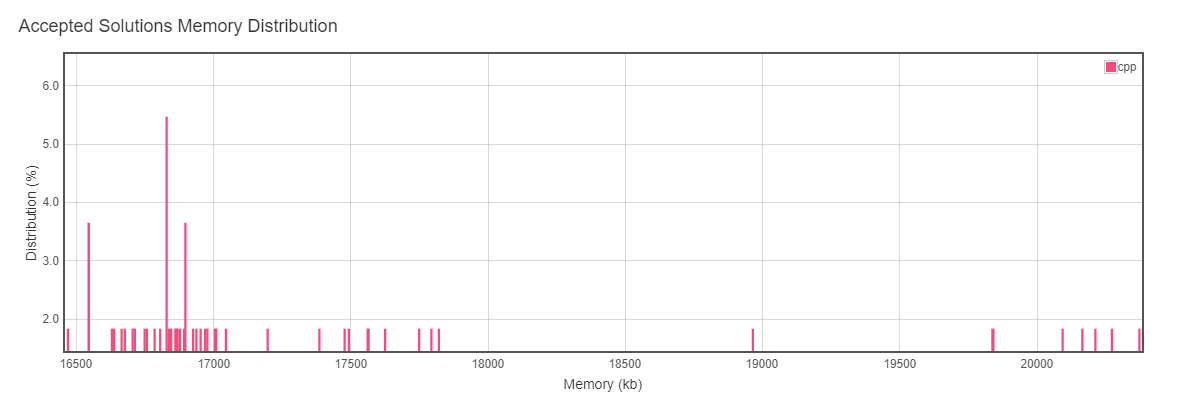 Accepted Solutions Memory Distribution
cpp
6.0
5.0
4.0
3.0
2.0
Distribution (%)
16500 17000 17500 18000 18500 19000 19500 20000
Memory (kb)